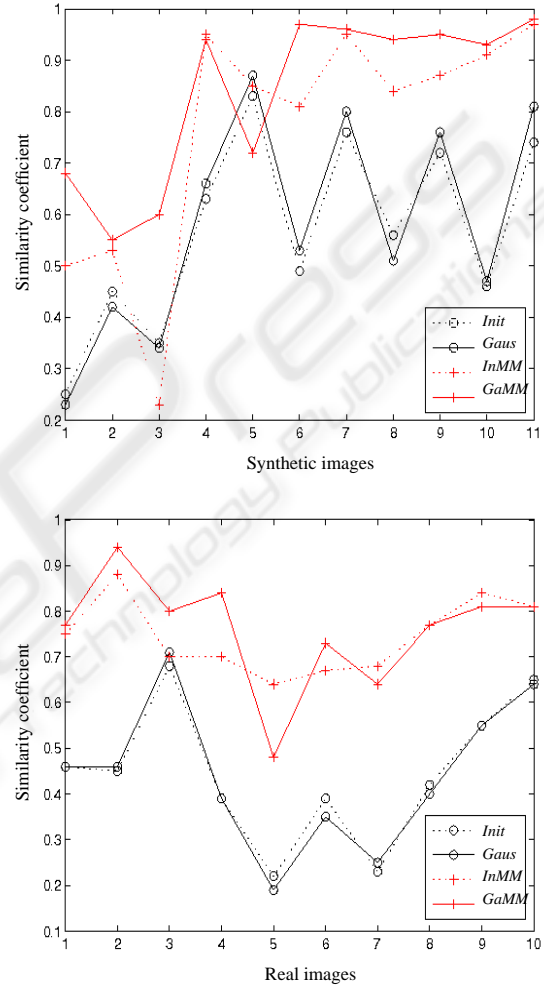 1
0.9
0.8
0.7
0.6
0.5
0.4
0.3
0.2
Similarity coefficient
1 2 3 4 5 6 7 8 9 10 11
Synthetic images
Init
Gaus
InMM
GaMM
1
0.9
0.8
0.7
0.6
0.5
0.4
0.3
0.2
0.1
Similarity coefficient
1 2 3 4 5 6 7 8 9 10
Real images
Init
Gaus
InMM
GaMM
Press
Technology Publications